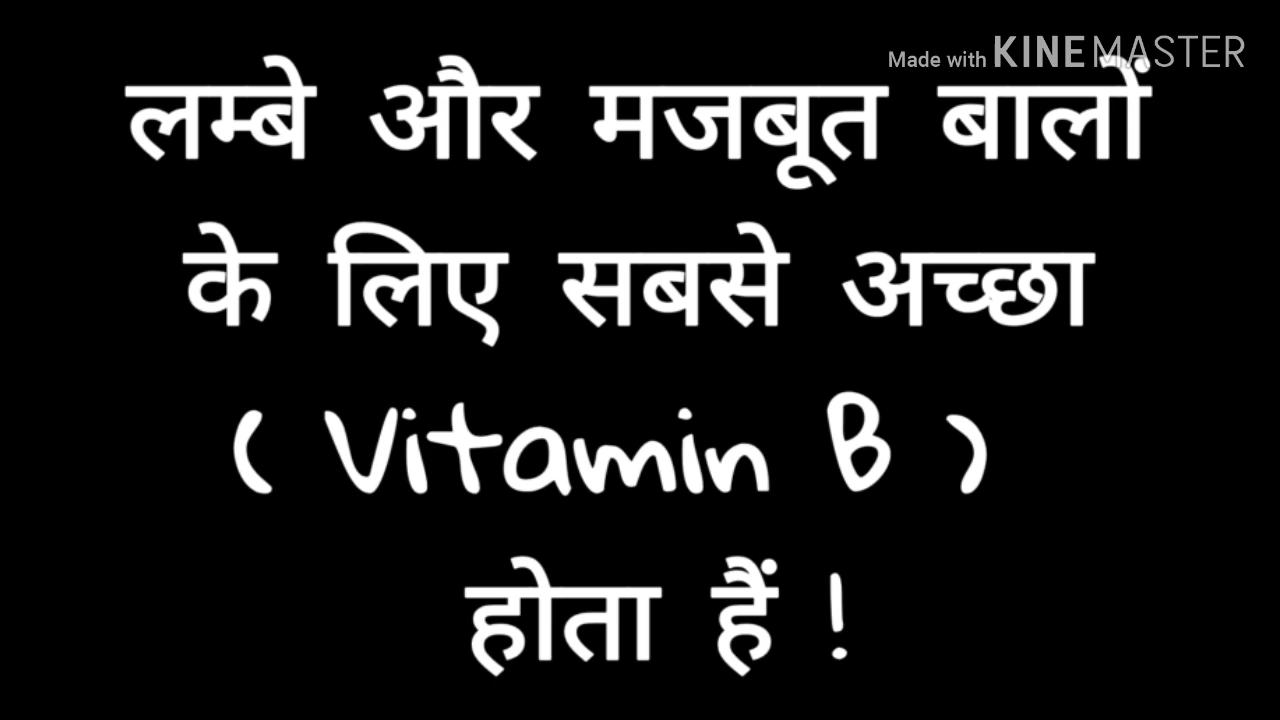 Made with KINEMASTER
लम्बे और मजबूत बालों
के लिए सबसे अच्छा
( Vitamin B )
होता हैं !